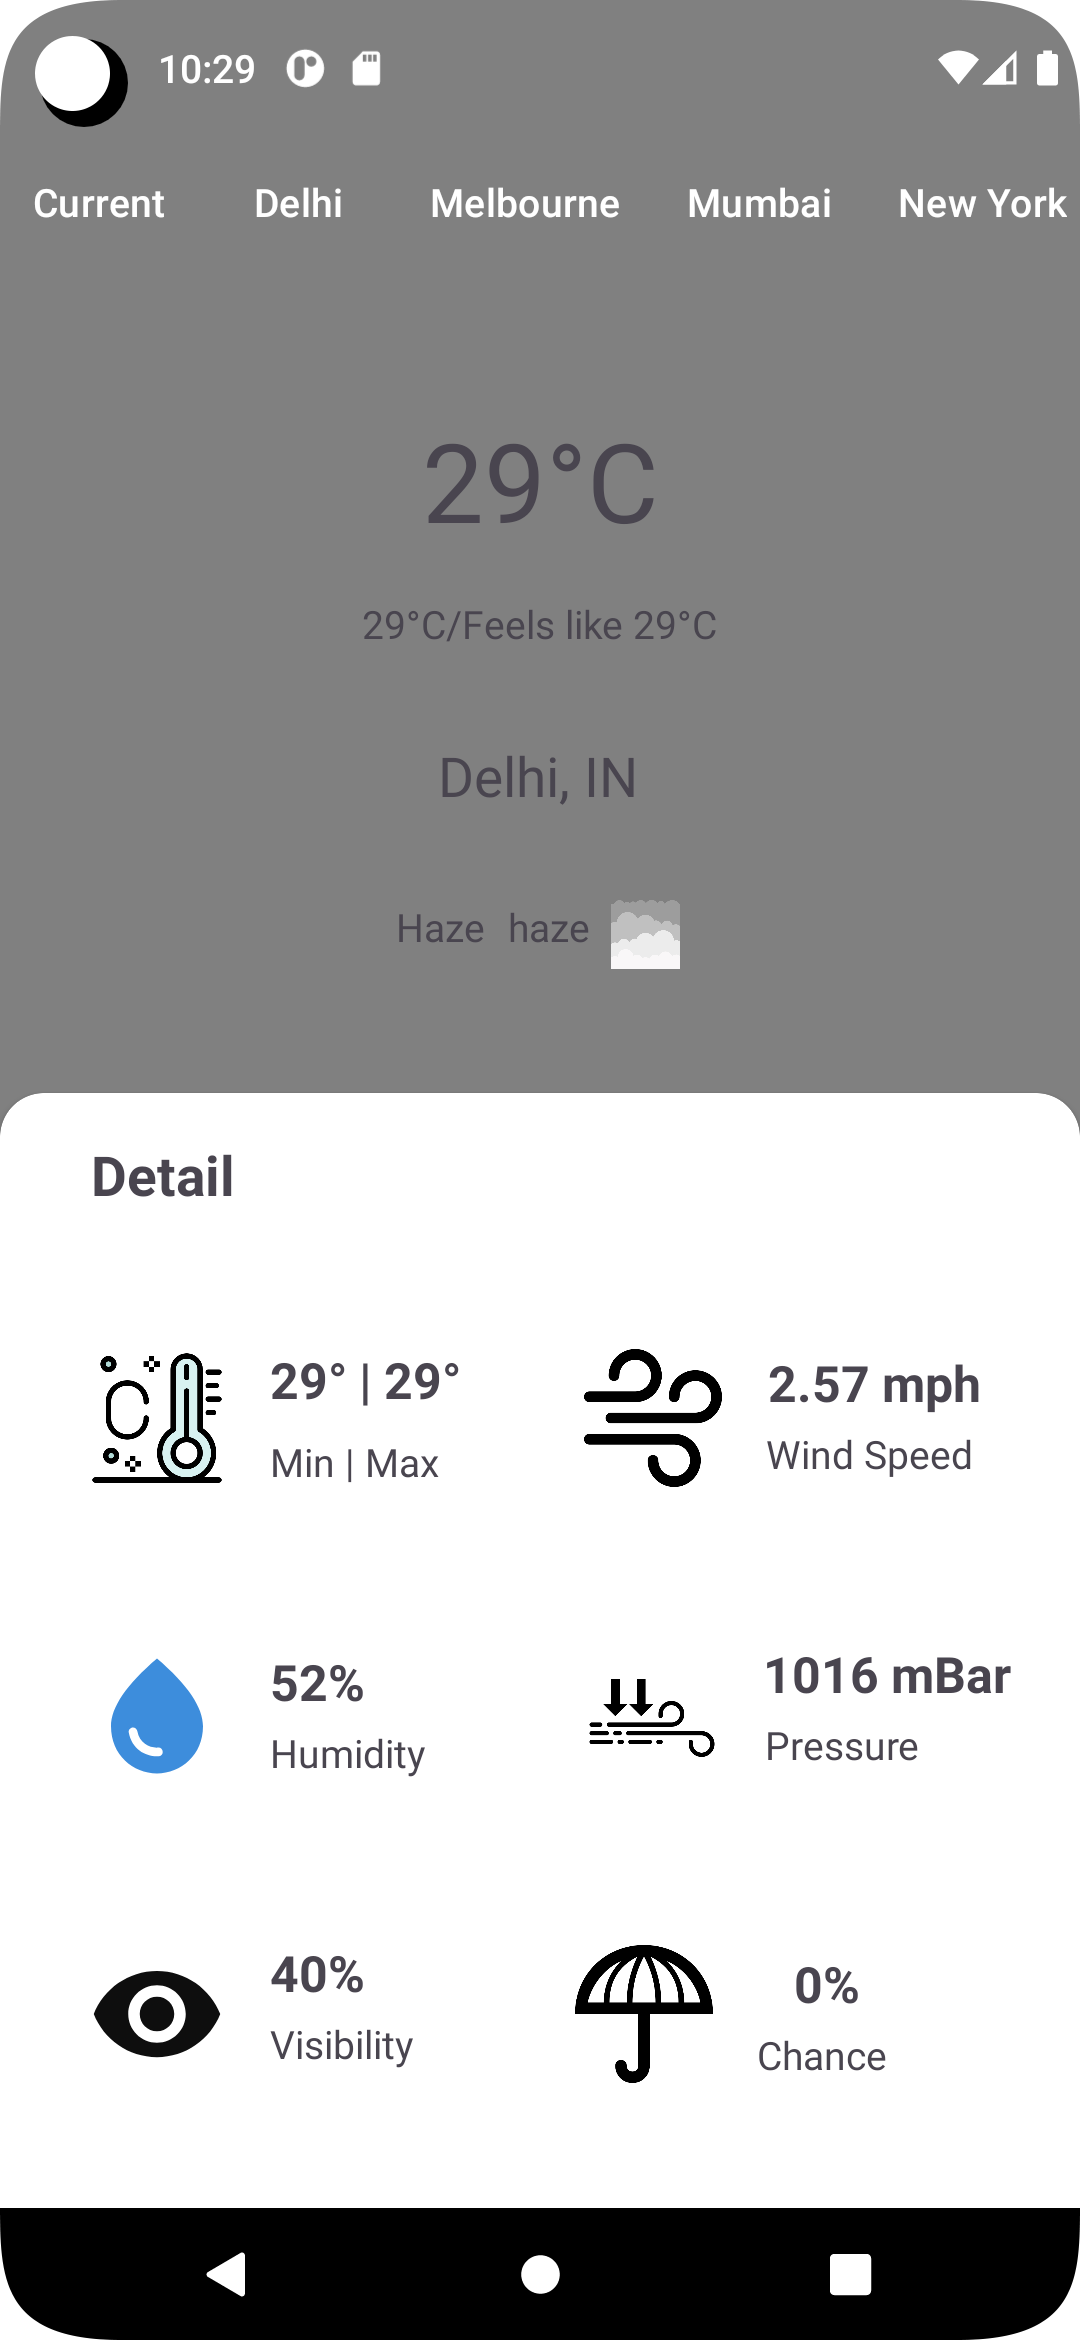 10:29
Current Delhi Melbourne Mumbai New York
29°C
29°C/Feels like 29°C
Delhi, IN
Haze haze
Detail
29° | 29°
Min | Max
2.57 mph
Wind Speed
52%
Humidity
1016 mBar
Pressure
40%
Visibility
0%
Chance